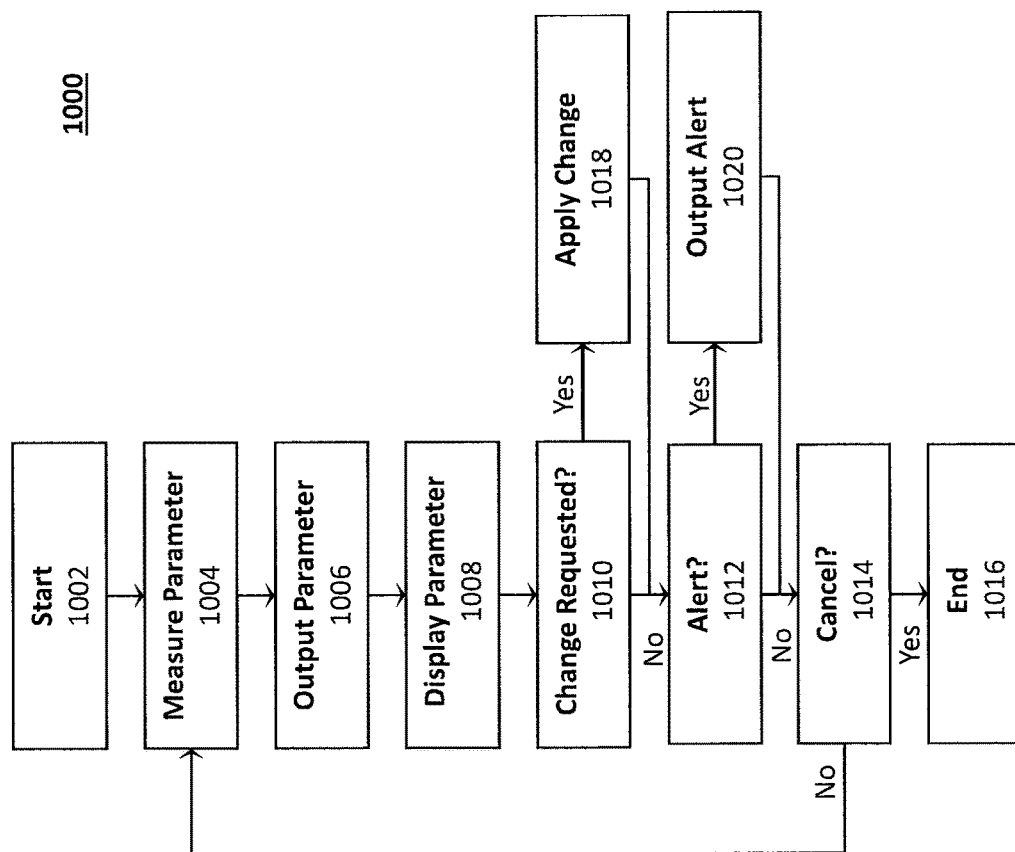 1000
Start
1002
Measure Parameter
1004
Output Parameter
1006
Display Parameter
1008
Change Requested?
1010
Yes
Apply Change
1018
No
Alert?
1012
Yes
Output Alert
1020
No
Cancel?
1014
No
Yes
End
1016